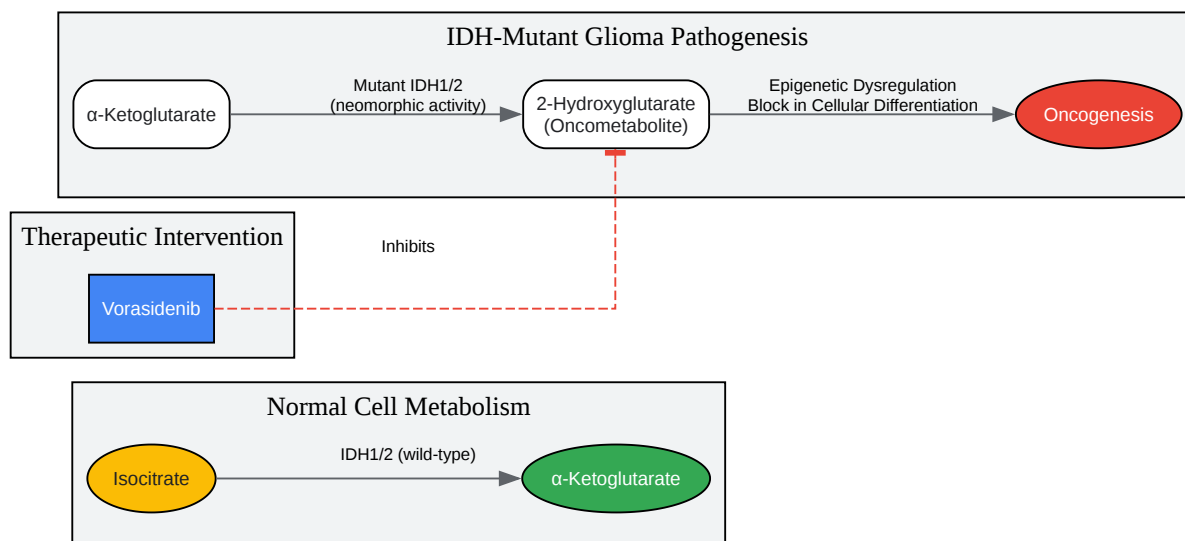 IDH-Mutant Glioma Pathogenesis
α-Ketoglutarate
Mutant IDH1/2
(neomorphic activity)
2-Hydroxyglutarate
(Oncometabolite)
Epigenetic Dysregulation
Block in Cellular Differentiation
Oncogenesis
Therapeutic Intervention
Inhibits
Vorasidenib
Normal Cell Metabolism
Isocitrate
IDH1/2 (wild-type)
α-Ketoglutarate